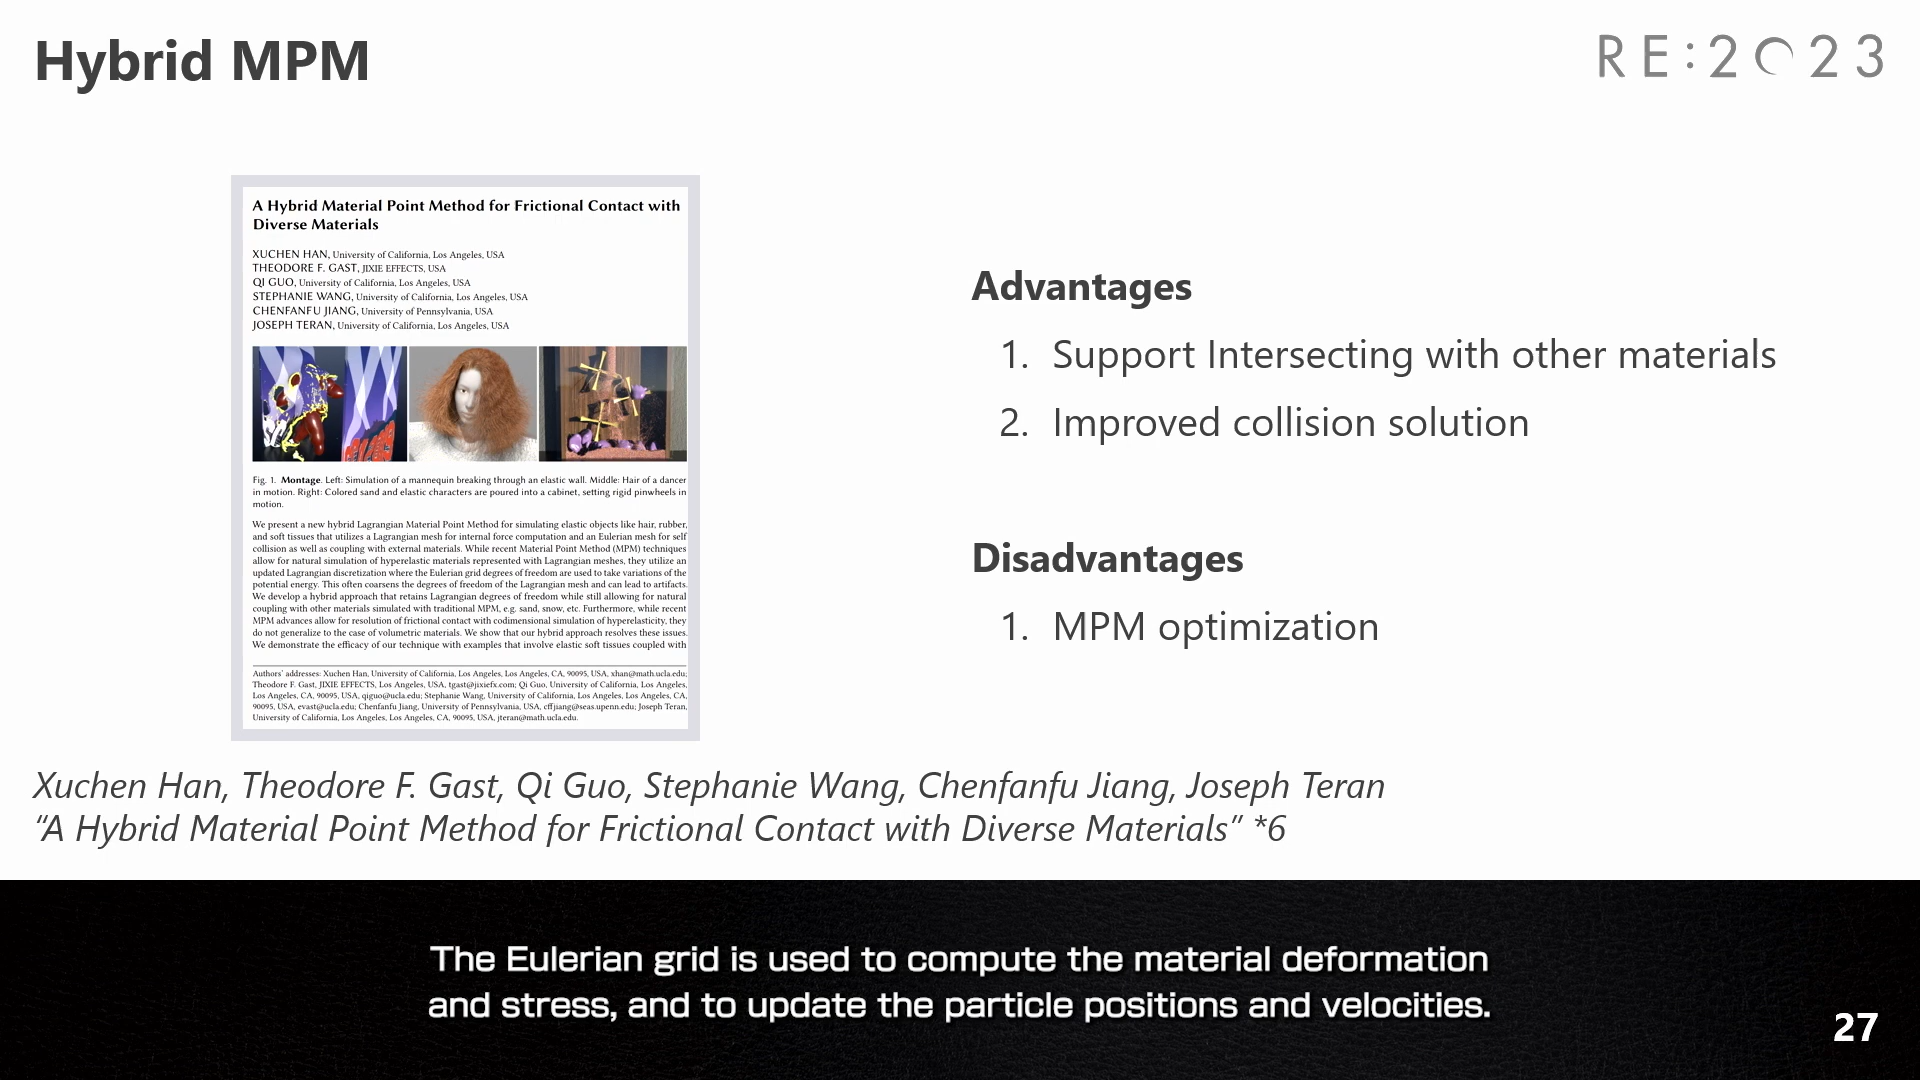 Hybrid MPM
RE:2023
A Hybrid Material Point Method for Frictional Contact with
Diverse Materials
XUCHEN HAN, University of California, Los Angeles, USA
THEODORE F. GAST, JIXIE EFFECTS, USA
QI GUO, University of California, Los Angeles, USA
STEPHANIE WANG, University of California, Los Angeles, USA
CHENFANFU JIANG, University of Pennsylvania, USA
JOSEPH TERAN, University of California, Los Angeles, USA
Fig. 1. Montage. Left: Simulation of a mannequin breaking through an elastic wall. Middle: Hair of a dancer
in motion. Right: Colored sand and elastic characters are poured into a cabinet, setting rigid pinwheels in
motion.
We present a new hybrid Lagrangian Material Point Method for simulating elastic objects like hair, rubber,
and soft tissues that utilizes a Lagrangian mesh for internal force computation and an Eulerian mesh for self
collision as well as coupling with external materials. While recent Material Point Method (MPM) techniques
allow for natural simulation of hyperelastic materials represented with Lagrangian meshes, they utilize an
updated Lagrangian discretization where the Eulerian grid degrees of freedom are used to take variations of the
potential energy. This often coarsens the degrees of freedom of the Lagrangian mesh and can lead to artifacts.
We develop a hybrid approach that retains Lagrangian degrees of freedom while still allowing for natural
coupling with other materials simulated with traditional MPM, e.g. sand, snow, etc. Furthermore, while recent
MPM advances allow for resolution of frictional contact with codimensional simulation of hyperelasticity, they
do not generalize to the case of volumetric materials. We show that our hybrid approach resolves these issues.
We demonstrate the efficacy of our technique with examples that involve elastic soft tissues coupled with
Authors' addresses: Xuchen Han, University of California, Los Angeles, Los Angeles, CA, 90095, USA, xhan@math.ucla.edu;
Theodore F. Gast, JIXIE EFFECTS, Los Angeles, USA, tgast@jixiefx.com; Qi Guo, University of California, Los Angeles,
Los Angeles, CA, 90095, USA, qiguo@ucla.edu; Stephanie Wang, University of California, Los Angeles, Los Angeles, CA,
90095, USA, evast@ucla.edu; Chenfanfu Jiang, University of Pennsylvania, USA, cffjiang@seas.upenn.edu; Joseph Teran,
University of California, Los Angeles, Los Angeles, CA, 90095, USA, jteran@math.ucla.edu.
Advantages
1. Support Intersecting with other materials
2. Improved collision solution
Disadvantages
1. MPM optimization
Xuchen Han, Theodore F. Gast, Qi Guo, Stephanie Wang, Chenfanfu Jiang, Joseph Teran
“A Hybrid Material Point Method for Frictional Contact with Diverse Materials” *6
The Eulerian grid is used to compute the material deformation
and stress, and to update the particle positions and velocities.
27